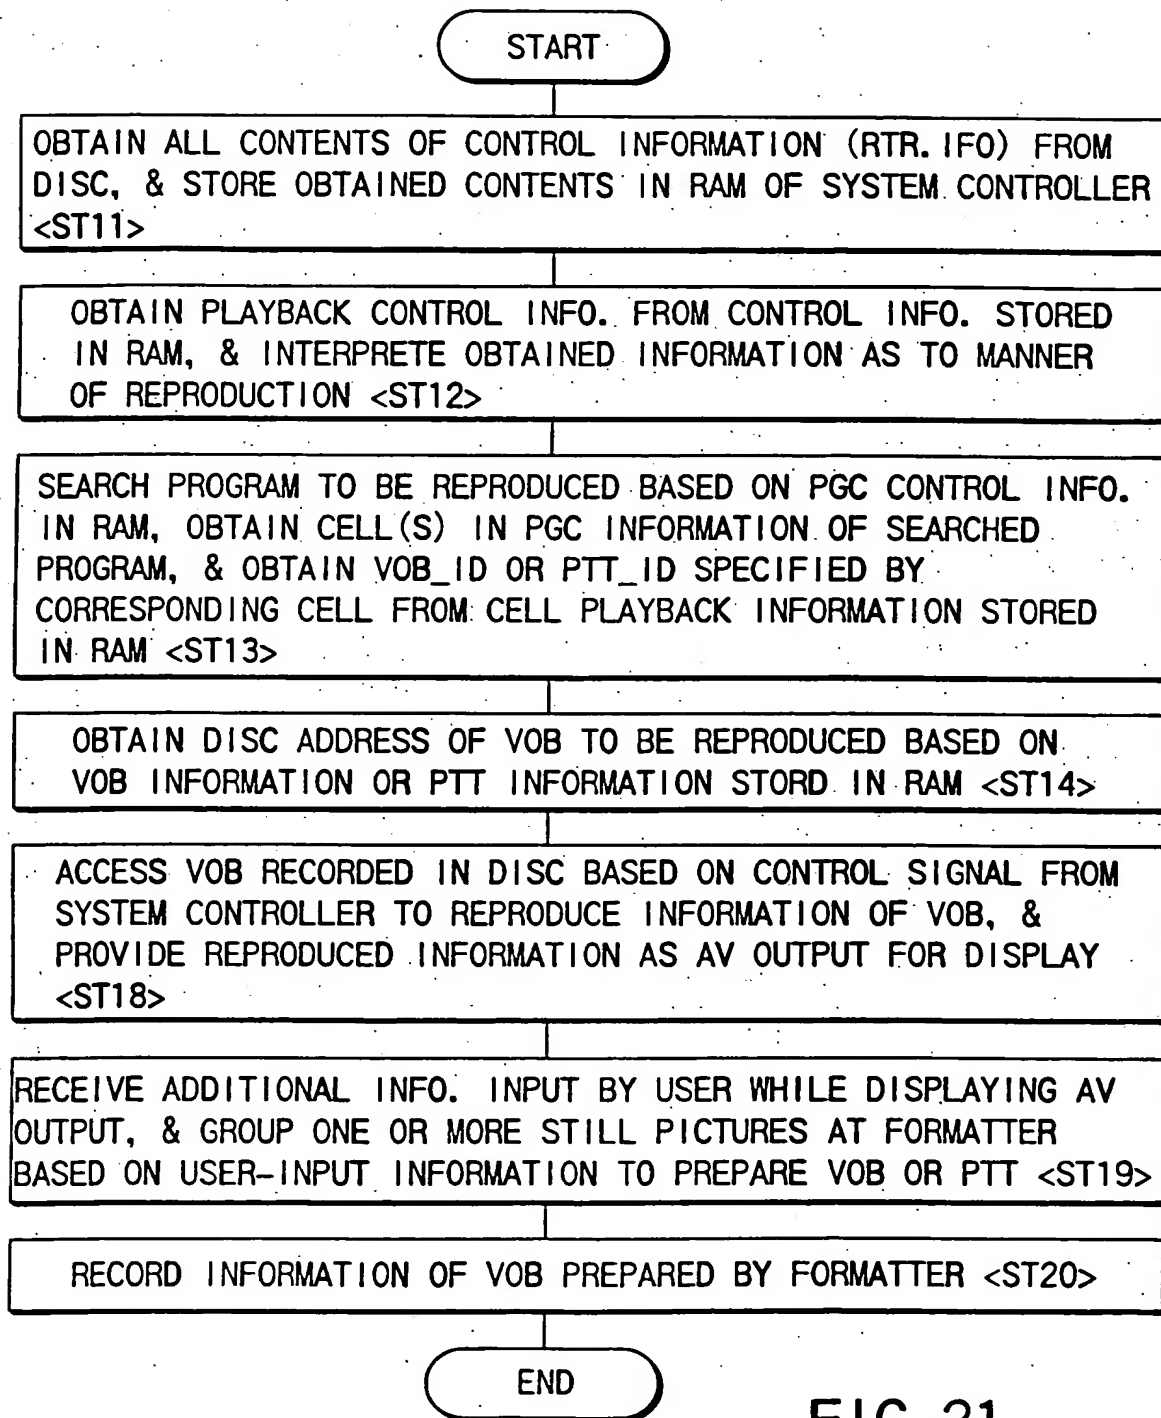 START
OBTAIN ALL CONTENTS OF CONTROL INFORMATION (RTR.IFO) FROM
DISC, & STORE OBTAINED CONTENTS IN RAM OF SYSTEM CONTROLLER
<ST11>
OBTAIN PLAYBACK CONTROL INFO. FROM CONTROL INFO. STORED
IN RAM, & INTERPRETE OBTAINED INFORMATION AS TO MANNER
OF REPRODUCTION <ST12>
SEARCH PROGRAM TO BE REPRODUCED BASED ON PGC CONTROL INFO.
IN RAM, OBTAIN CELL(S) IN PGC INFORMATION OF SEARCHED
PROGRAM, & OBTAIN VOB_ID OR PTT_ID SPECIFIED BY
CORRESPONDING CELL FROM CELL PLAYBACK INFORMATION STORED
IN RAM <ST13>
OBTAIN DISC ADDRESS OF VOB TO BE REPRODUCED BASED ON
VOB INFORMATION OR PTT INFORMATION STORD IN RAM <ST14>
ACCESS VOB RECORDED IN DISC BASED ON CONTROL SIGNAL FROM
SYSTEM CONTROLLER TO REPRODUCE INFORMATION OF VOB, &
PROVIDE REPRODUCED INFORMATION AS AV OUTPUT FOR DISPLAY
<ST18>
RECEIVE ADDITIONAL INFO. INPUT BY USER WHILE DISPLAYING AV
OUTPUT, & GROUP ONE OR MORE STILL PICTURES AT FORMATTER
BASED ON USER-INPUT INFORMATION TO PREPARE VOB OR PTT <ST19>
RECORD INFORMATION OF VOB PREPARED BY FORMATTER <ST20>
END
FIG. 21